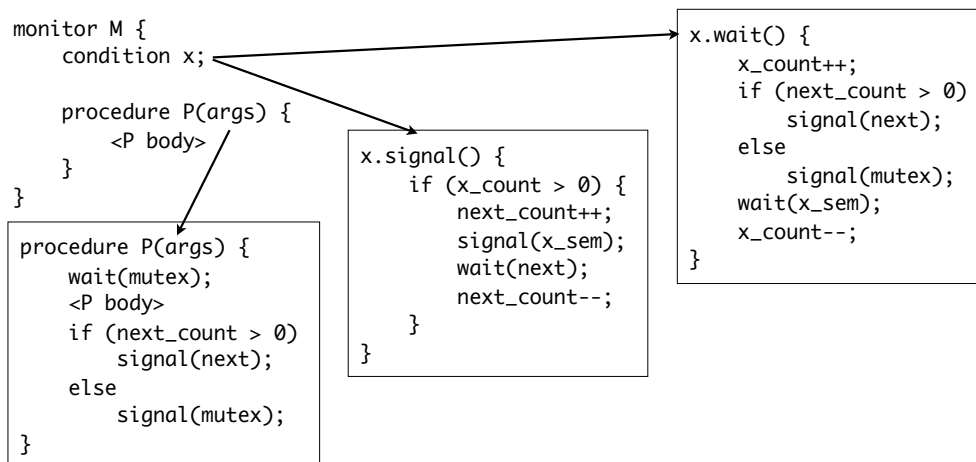 monitor M {
condition x;
procedure P(args) {
<P body>
}
}
procedure P(args) {
wait(mutex);
<P body>
if (next_count > 0)
signal(next);
else
signal(mutex);
}
x.signal() {
if (x_count > 0) {
next_count++;
signal(x_sem);
wait(next);
next_count--;
}
}
x.wait() {
x_count++;
if (next_count > 0)
signal(next);
else
signal(mutex);
wait(x_sem);
x_count--;
}